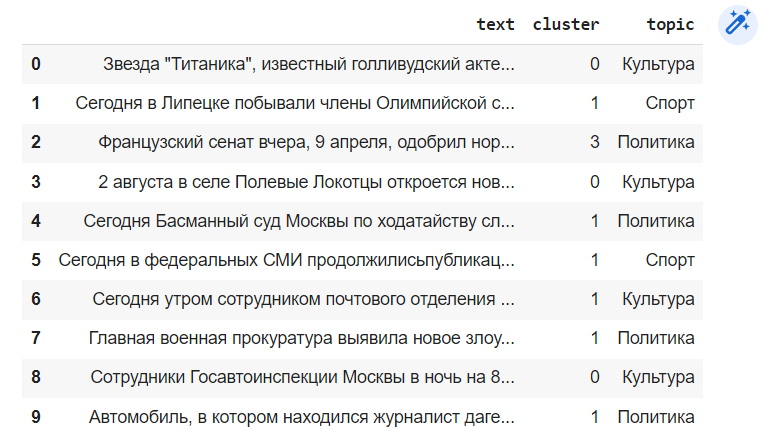 text cluster topic
0 Звезда "Титаника", известный голливудский акте... 0 Культура
1 Сегодня в Липецке побывали члены Олимпийской с... 1 Спорт
2 Французский сенат вчера, 9 апреля, одобрил нор... 3 Политика
3 2 августа в селе Полевые Локотцы откроется нов... 0 Культура
4 Сегодня Басманный суд Москвы по ходатайству сл... 1 Политика
5 Сегодня в федеральных СМИ продолжилисьпубликац... 1 Спорт
6 Сегодня утром сотрудником почтового отделения ... 1 Культура
7 Главная военная прокуратура выявила новое злоу... 1 Политика
8 Сотрудники Госавтоинспекции Москвы в ночь на 8... 0 Культура
9 Автомобиль, в котором находился журналист даге... 1 Политика